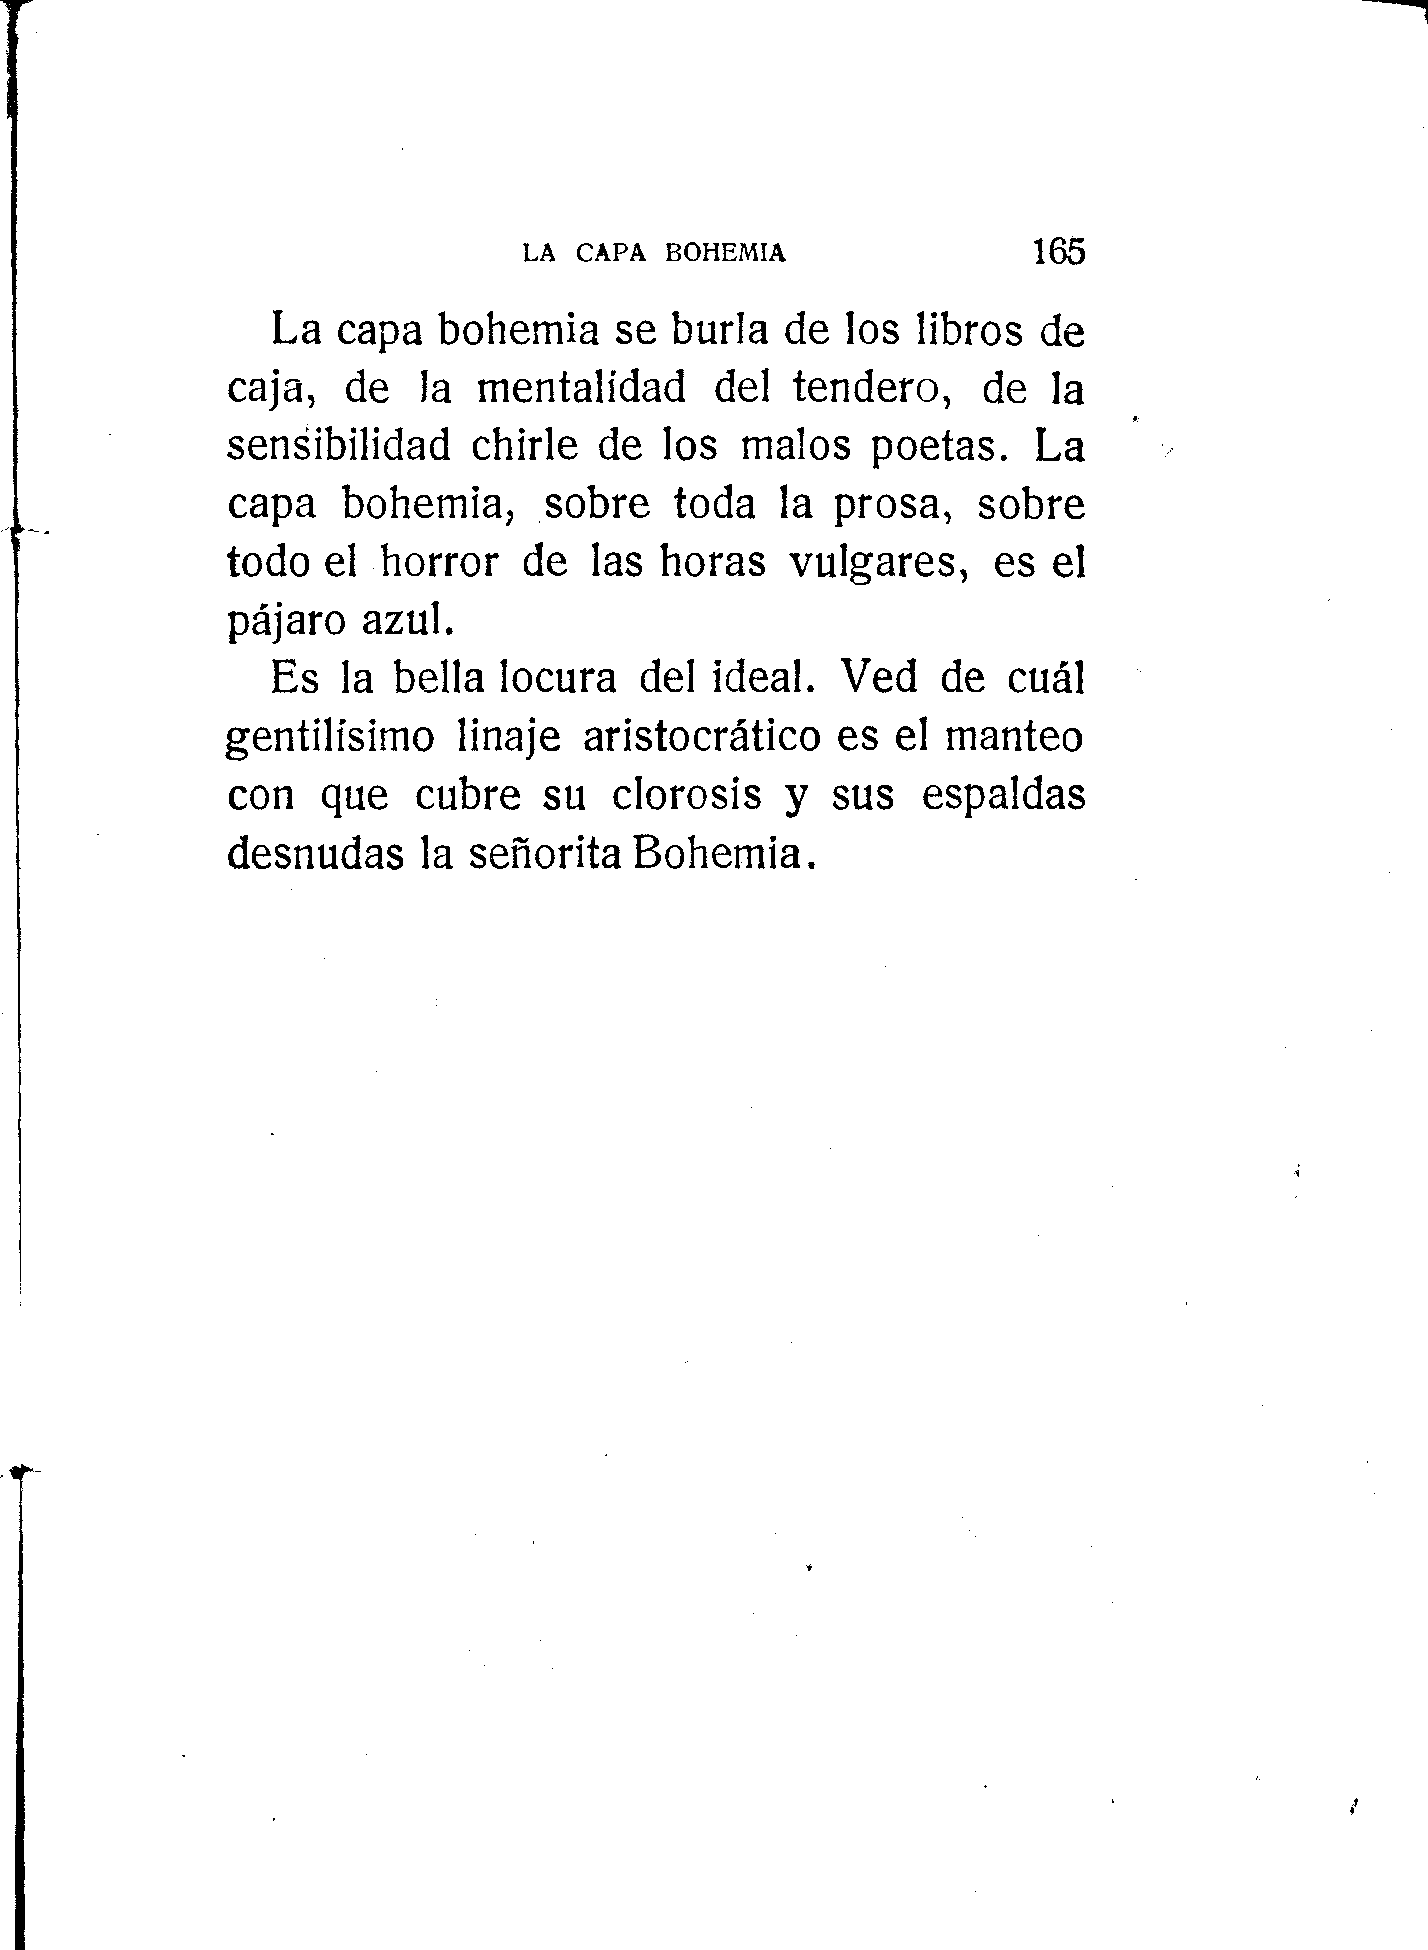 LA CAPA BOHEMIA 165
La capa bohemia se burla de los libros de
caja, de la mentalidad del tendero, de la
sensibilidad chirle de los malos poetas. La
capa bohemia, sobre toda la prosa, sobre
todo el horror de las horas vulgares, es el
pájaro azul.
Es la bella locura del ideal. Ved de cuál
gentilísimo linaje aristocrático es el manteo
con que cubre su clorosis y sus espaldas
desnudas la señorita Bohemia.